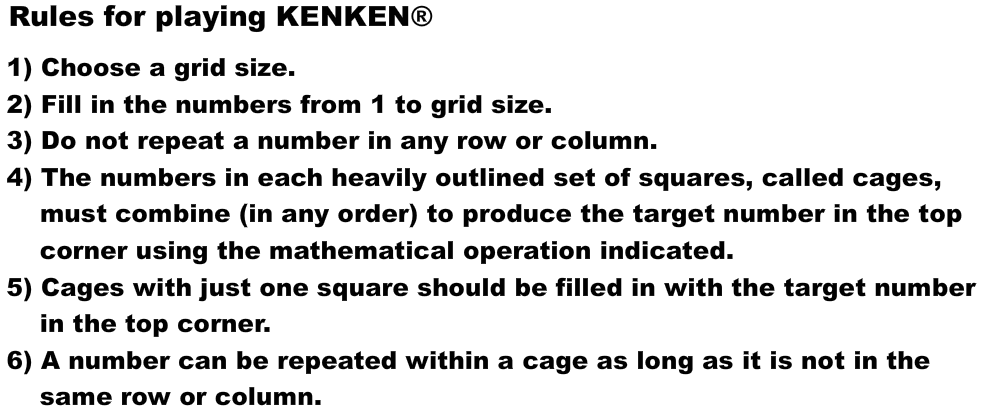 Rules for playing KENKEN®
1) Choose a grid size.
2) Fill in the numbers from 1 to grid size.
3) Do not repeat a number in any row or column.
4) The numbers in each heavily outlined set of squares, called cages,
must combine (in any order) to produce the target number in the top
corner using the mathematical operation indicated.
5) Cages with just one square should be filled in with the target number
in the top corner.
6) A number can be repeated within a cage as long as it is not in the
same row or column.